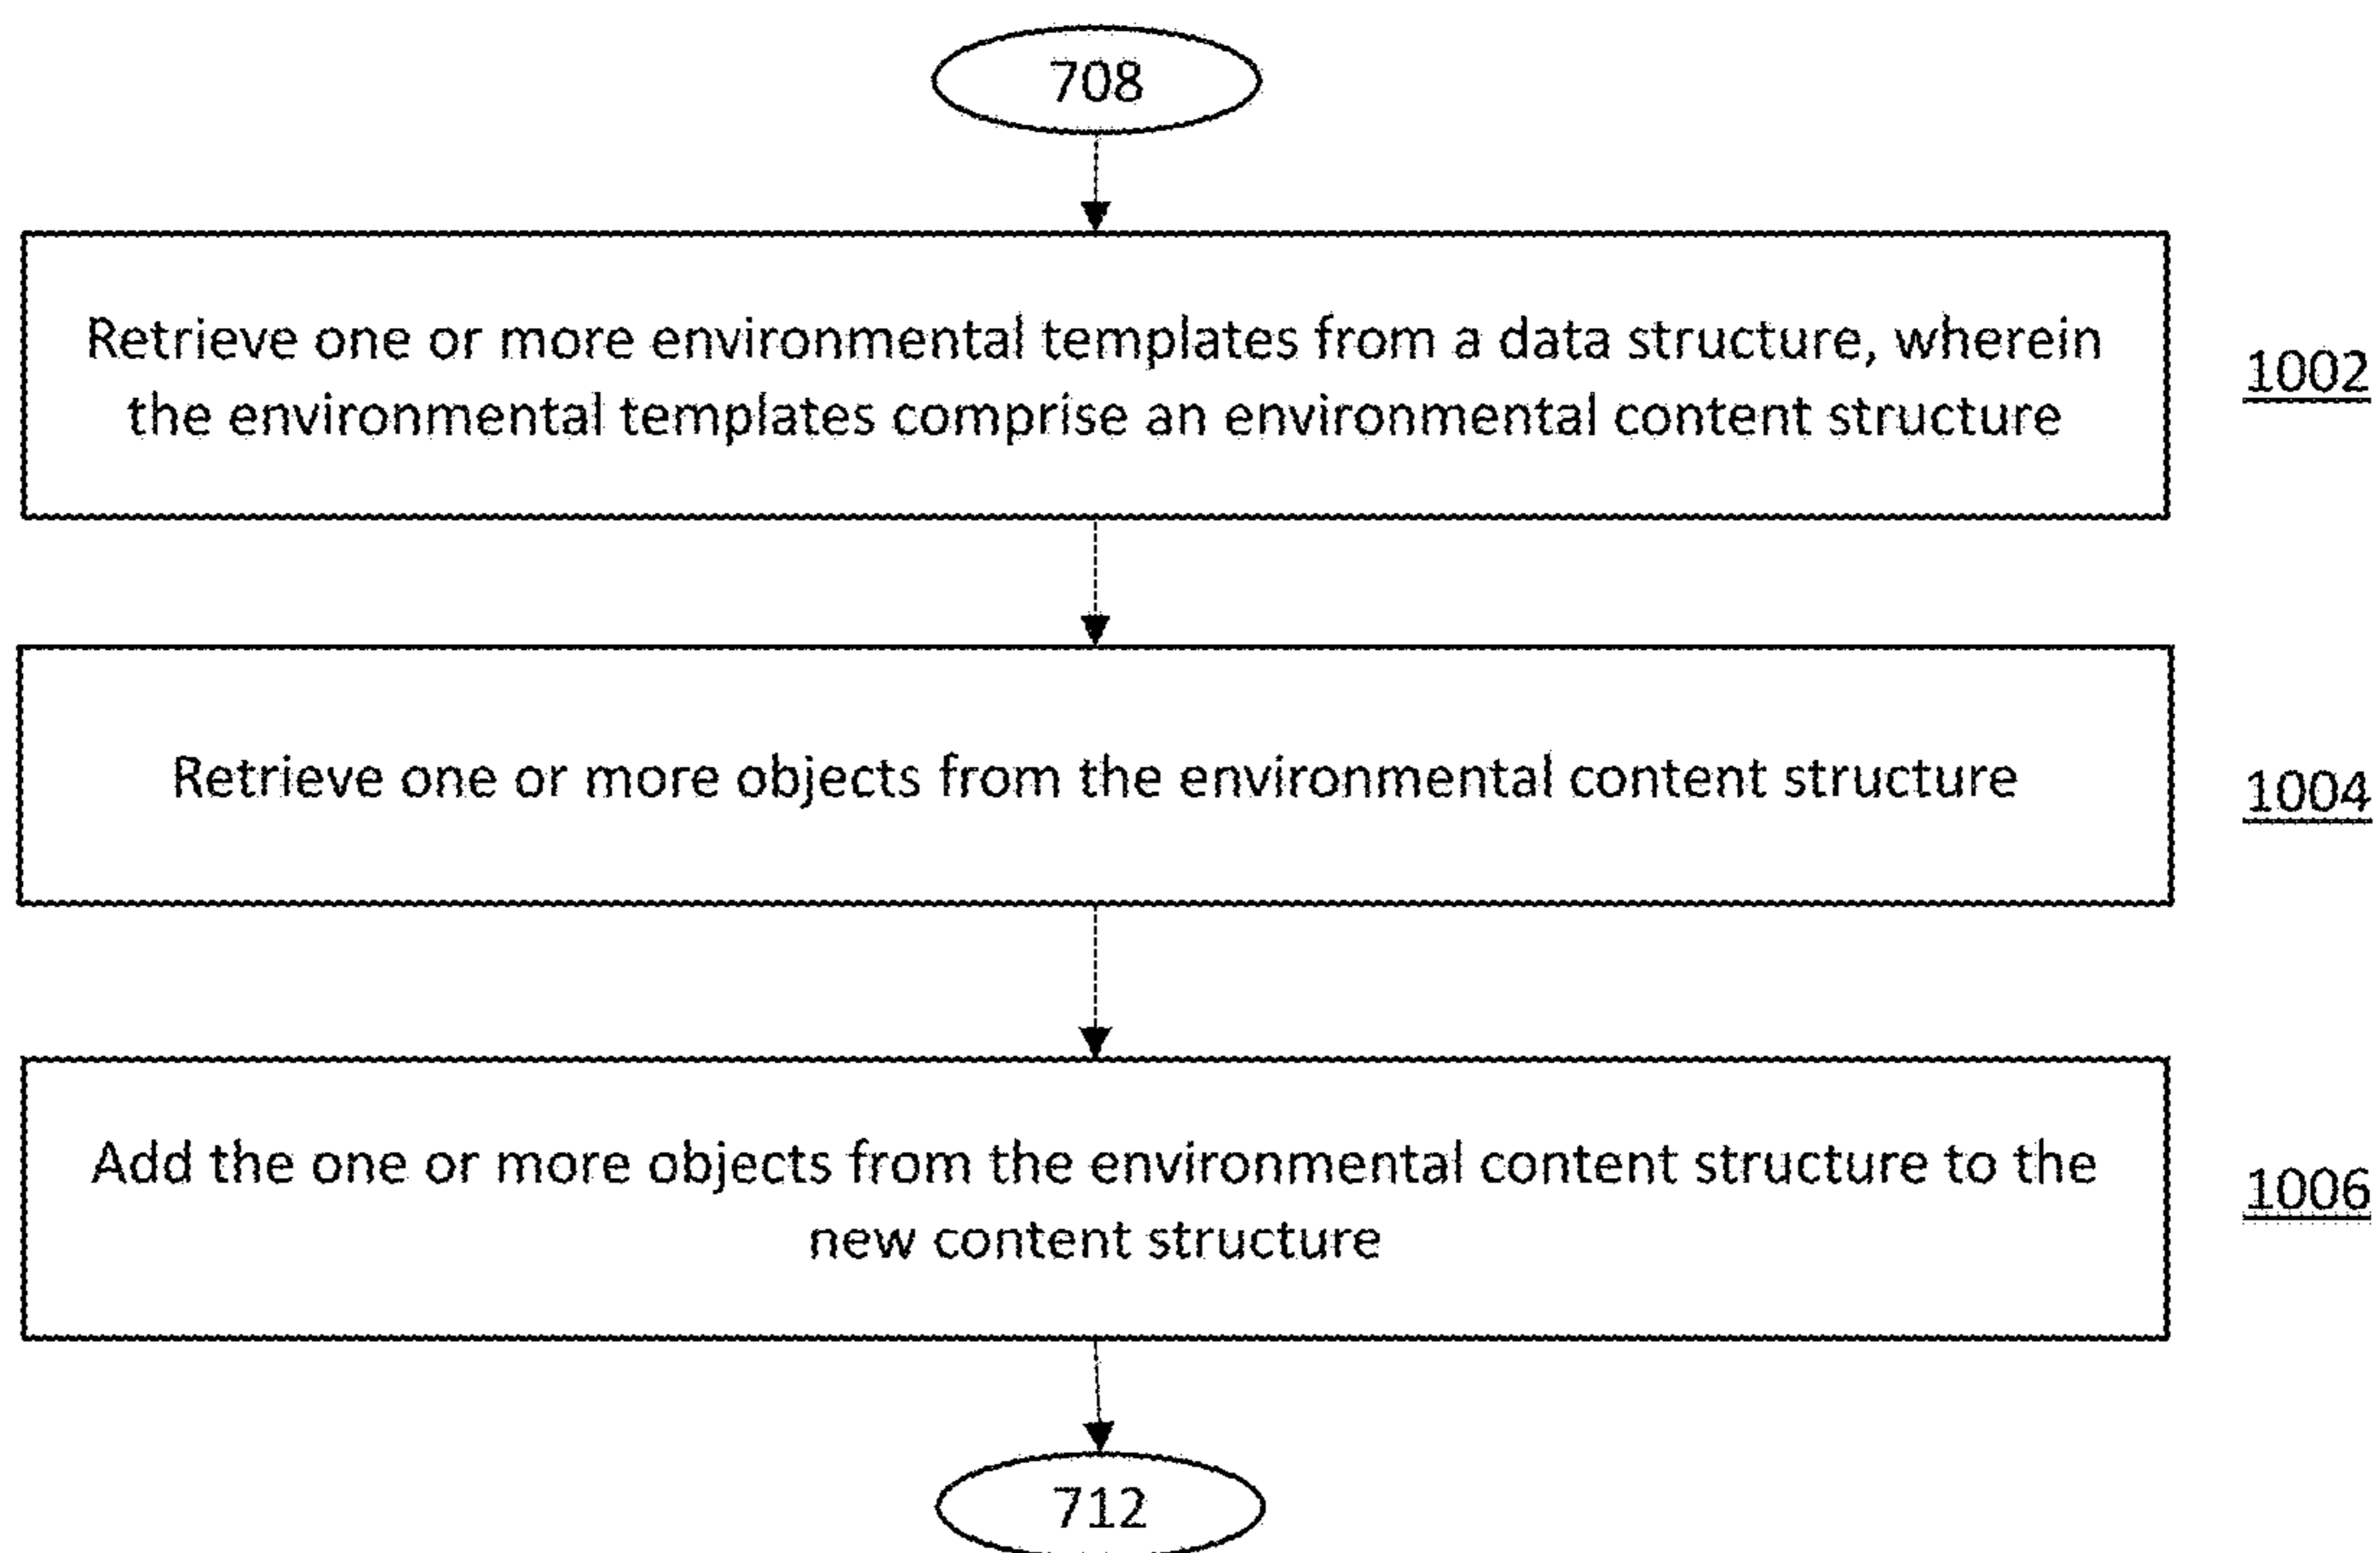 708
Retrieve one or more environmental templates from a data structure, wherein
the environmental templates comprise an environmental content structure
1002
Retrieve one or more objects from the environmental content structure
1004
Add the one or more objects from the environmental content structure to the
new content structure
1006
712